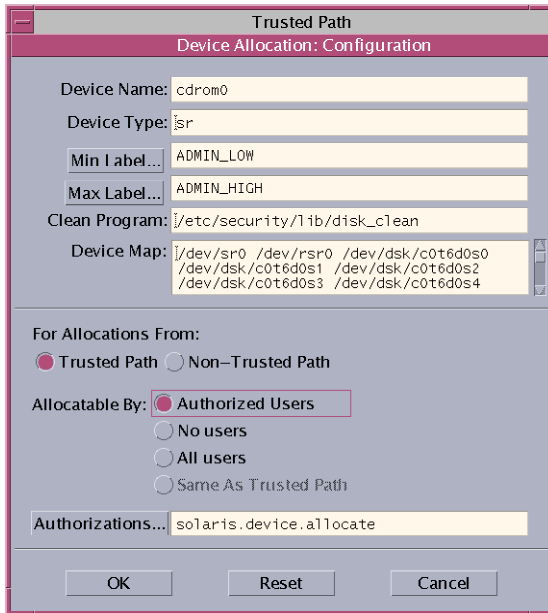 Trusted Path
Device Allocation: Configuration
Device Name: cdrom0
Device Type: sr
Min Label... ADMIN_LOW
Max Label... ADMIN_HIGH
Clean Program: /etc/security/lib/disk_clean
Device Map: /dev/sr0 /dev/rsr0 /dev/dsk/c0t6d0s0
/dev/dsk/c0t6d0s1 /dev/dsk/c0t6d0s2
/dev/dsk/c0t6d0s3 /dev/dsk/c0t6d0s4
For Allocations From:
Trusted Path Non-Trusted Path
Allocatable By: Authorized Users
No users
All users
Same As Trusted Path
Authorizations... solaris.device.allocate
OK Reset Cancel